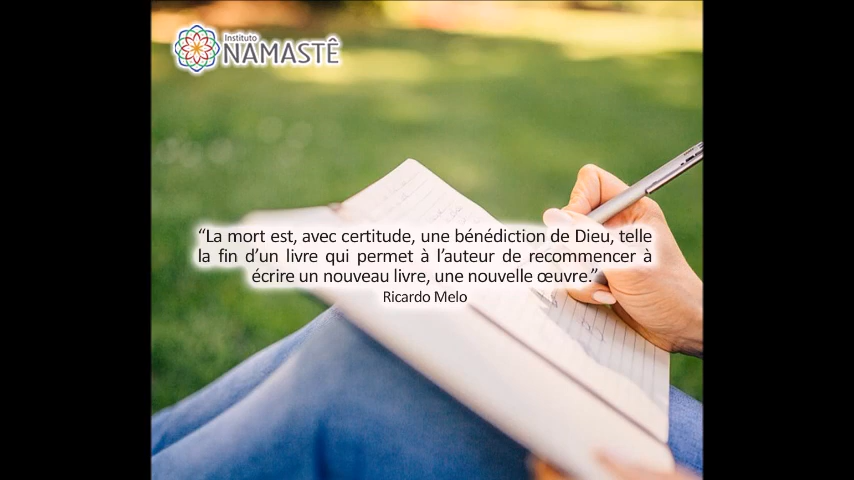 Instituto
NAMASTÊ
“La mort est, avec certitude, une bénédiction de Dieu, telle
la fin d’un livre qui permet à l’auteur de recommencer à
écrire un nouveau livre, une nouvelle œuvre.”
Ricardo Melo